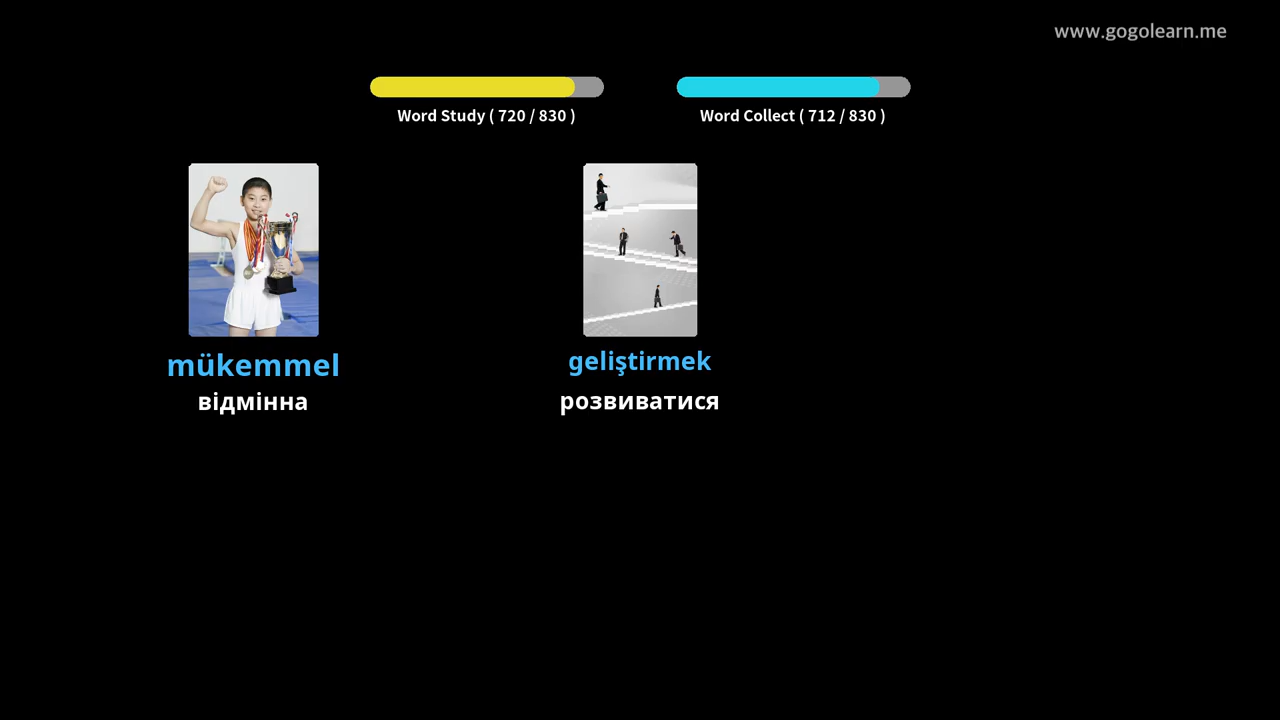 www.gogolearn.me
Word Study ( 720 / 830 )
Word Collect ( 712 / 830 )
mükemmel
відмінна
geliştirmek
розвиватися